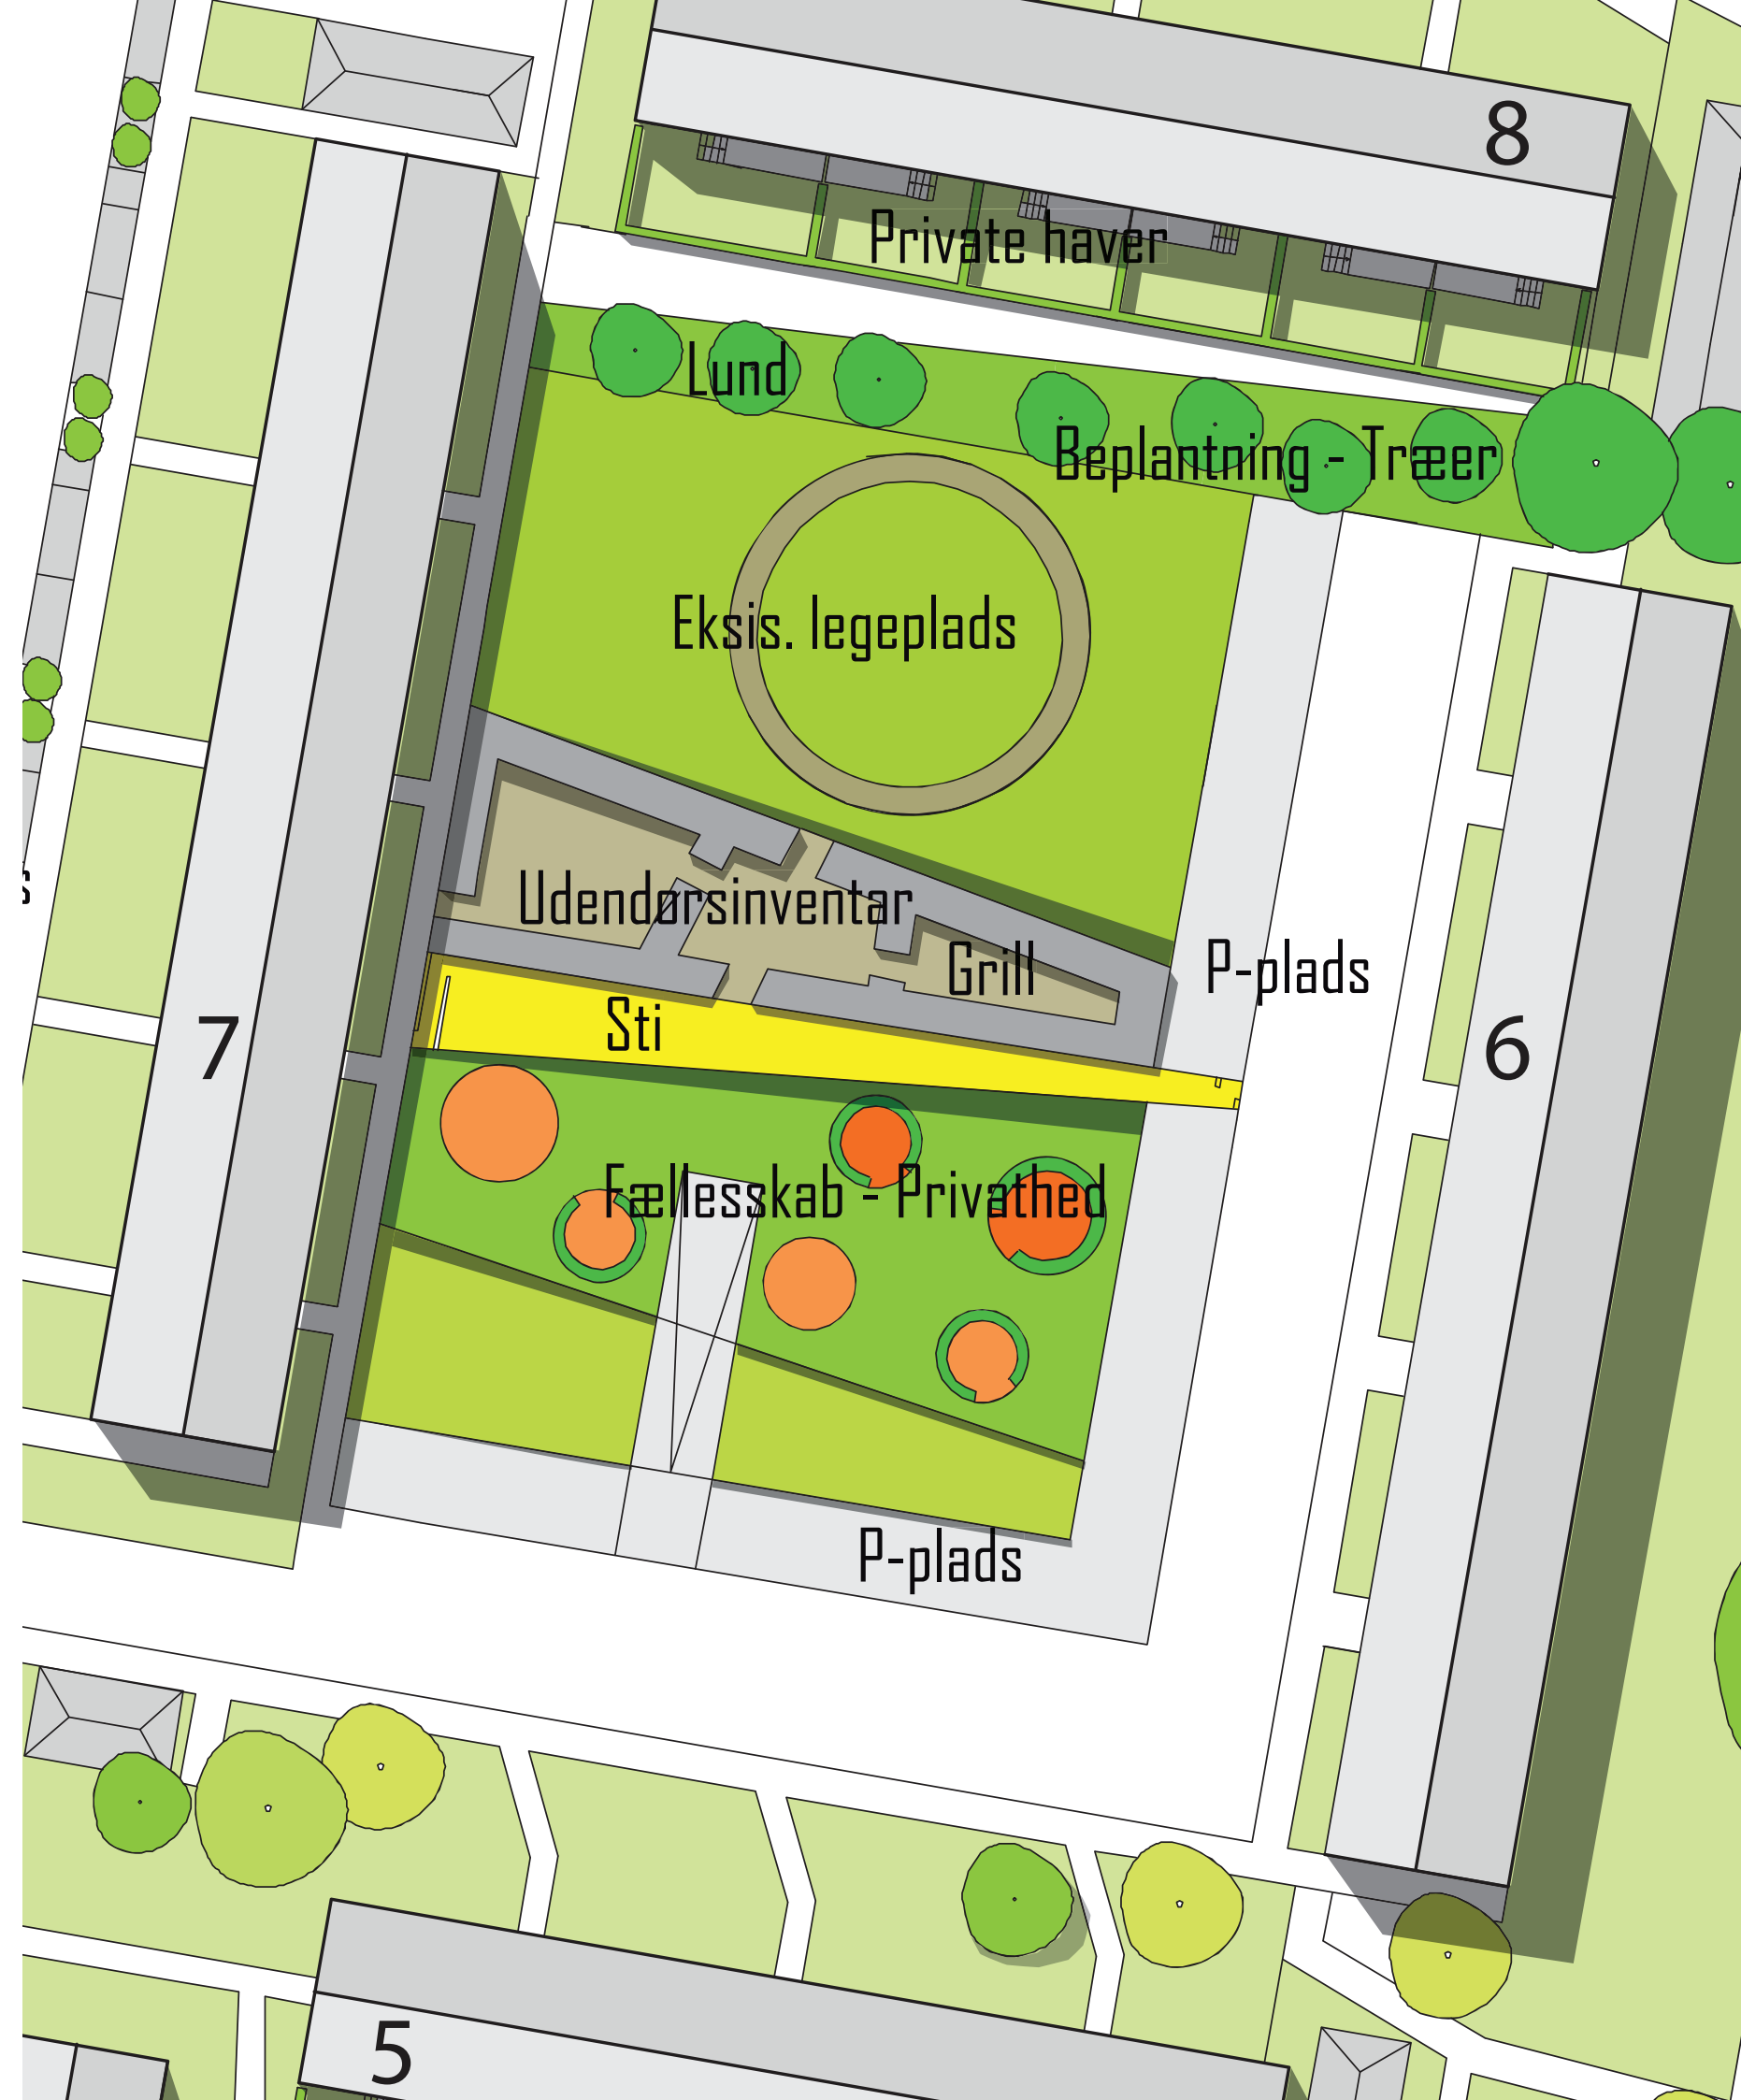 8
Private haver
Lund
Beplantning - Træer
Eksis. legeplads
s
Udendørsinventar
Grill
P-plads
Sti
7
6
Fællesskab - Privathed
P-plads
5